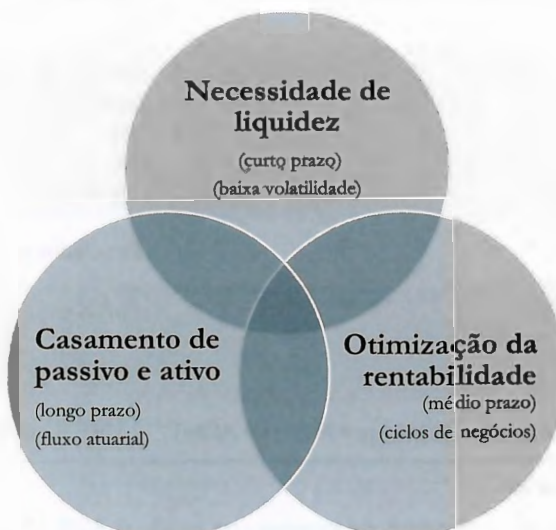 Necessidade de
liquidez
(curto prazo)
(baixa volatilidade)
Casamento de
passivo e ativo
(longo prazo)
(fluxo atuarial)
Otimização da
rentabilidade
(médio prazo)
(ciclos de negócios)